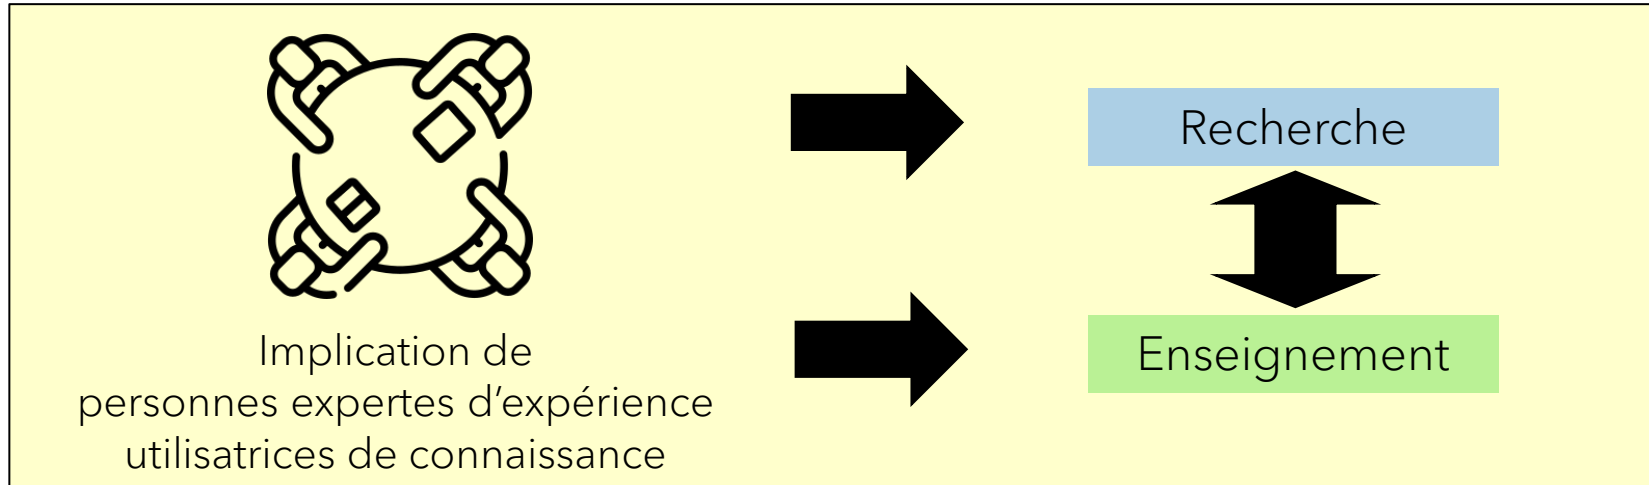 Recherche
Implication de
personnes expertes d’expérience
utilisatrices de connaissance
Enseignement